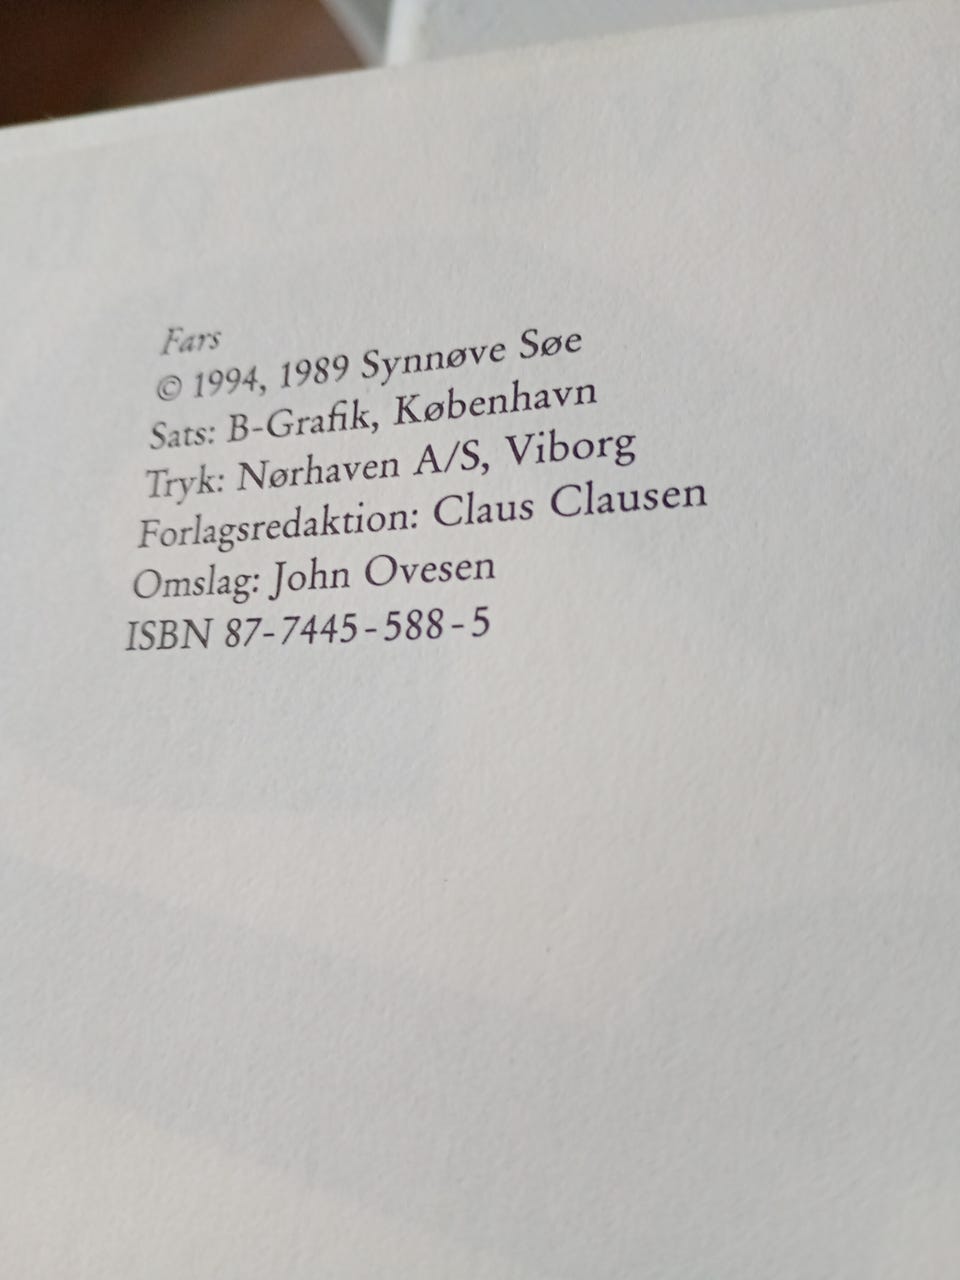 Fars
© 1994, 1989 Synnøve Søe
Sats: B-Grafik, København
Tryk: Nørhaven A/S, Viborg
Forlagsredaktion: Claus Clausen
Omslag: John Ovesen
ISBN 87-7445-588-5